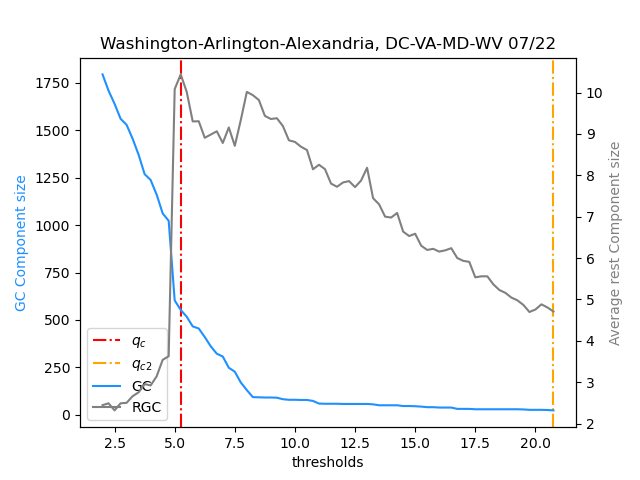 Washington-Arlington-Alexandria, DC-VA-MD-WV 07/22
GC Component size
1750
1500
1250
1000
750
500
250
0
10
9
8
7
6
5
4
3
2
Average rest Component size
q_c
q_c2
GC
RGC
2.5 5.0 7.5 10.0 12.5 15.0 17.5 20.0
thresholds